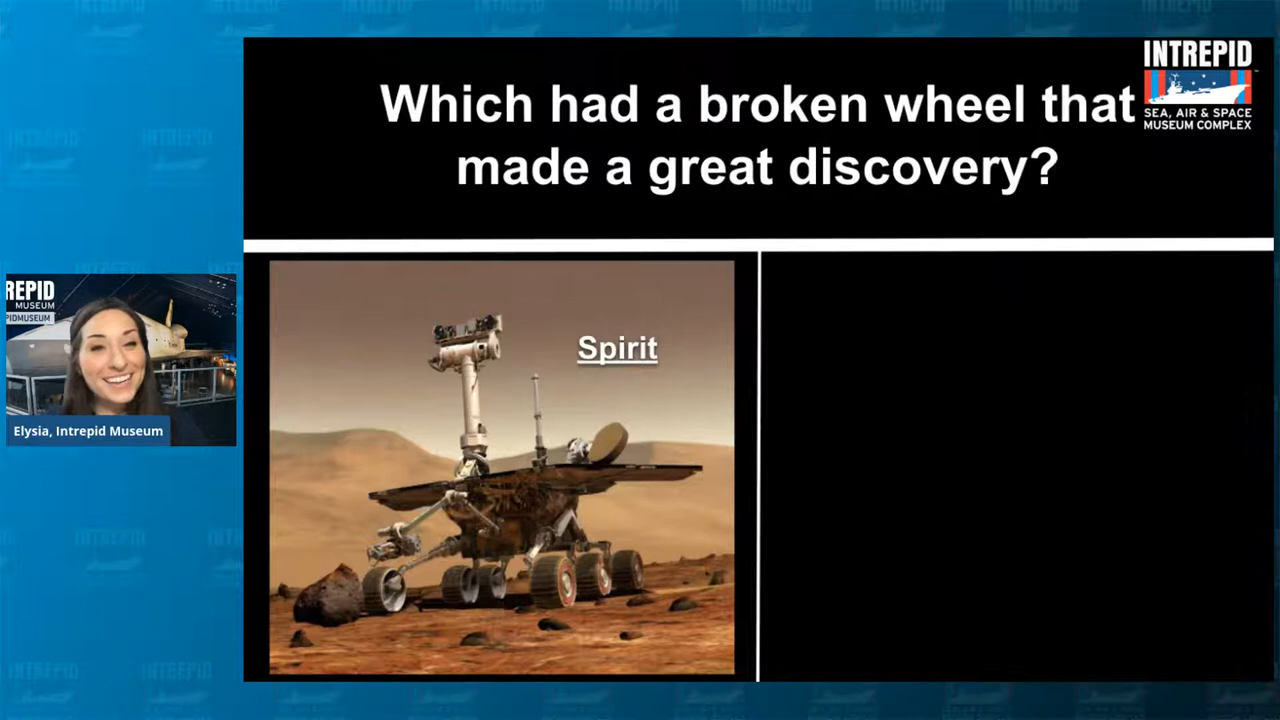 Which had a broken wheel that
made a great discovery?
INTREPID
SEA, AIR & SPACE
MUSEUM COMPLEX
Spirit
REPID
MUSEUM
PIDMUSEUM
Elysia, Intrepid Museum